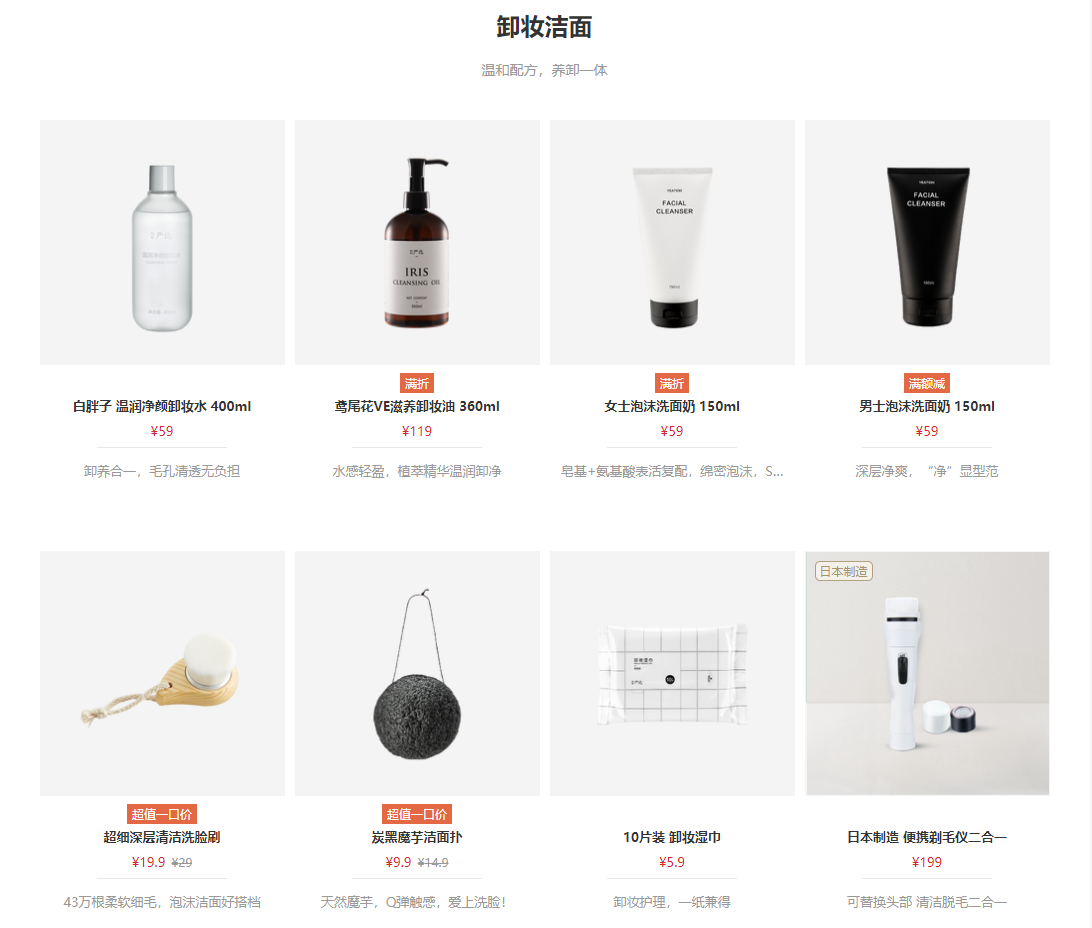 卸妆洁面
温和配方，养卸一体
IRIS
CLEANSING OIL
YEATION
FACIAL
CLEANSER
150ml
YEATION
FACIAL
CLEANSER
150ml
满折
满折
满额减
白胖子 温润净颜卸妆水 400ml
鸢尾花VE滋养卸妆油 360ml
女士泡沫洗面奶 150ml
男士泡沫洗面奶 150ml
¥59
¥119
¥59
¥59
卸养合一，毛孔清透无负担
水感轻盈，植萃精华温润卸净
皂基+氨基酸表活复配，绵密泡沫，S...
深层净爽，“净”显型范
日本制造
卸妆湿巾
超值一口价
超值一口价
超细深层清洁洗脸刷
炭黑魔芋洁面扑
10片装 卸妆湿巾
日本制造 便携剃毛仪二合一
¥19.9 ¥29
¥9.9 ¥14.9
¥5.9
¥199
43万根柔软细毛，泡沫洁面好搭档
天然魔芋，Q弹触感，爱上洗脸！
卸妆护理，一纸兼得
可替换头部 清洁脱毛二合一